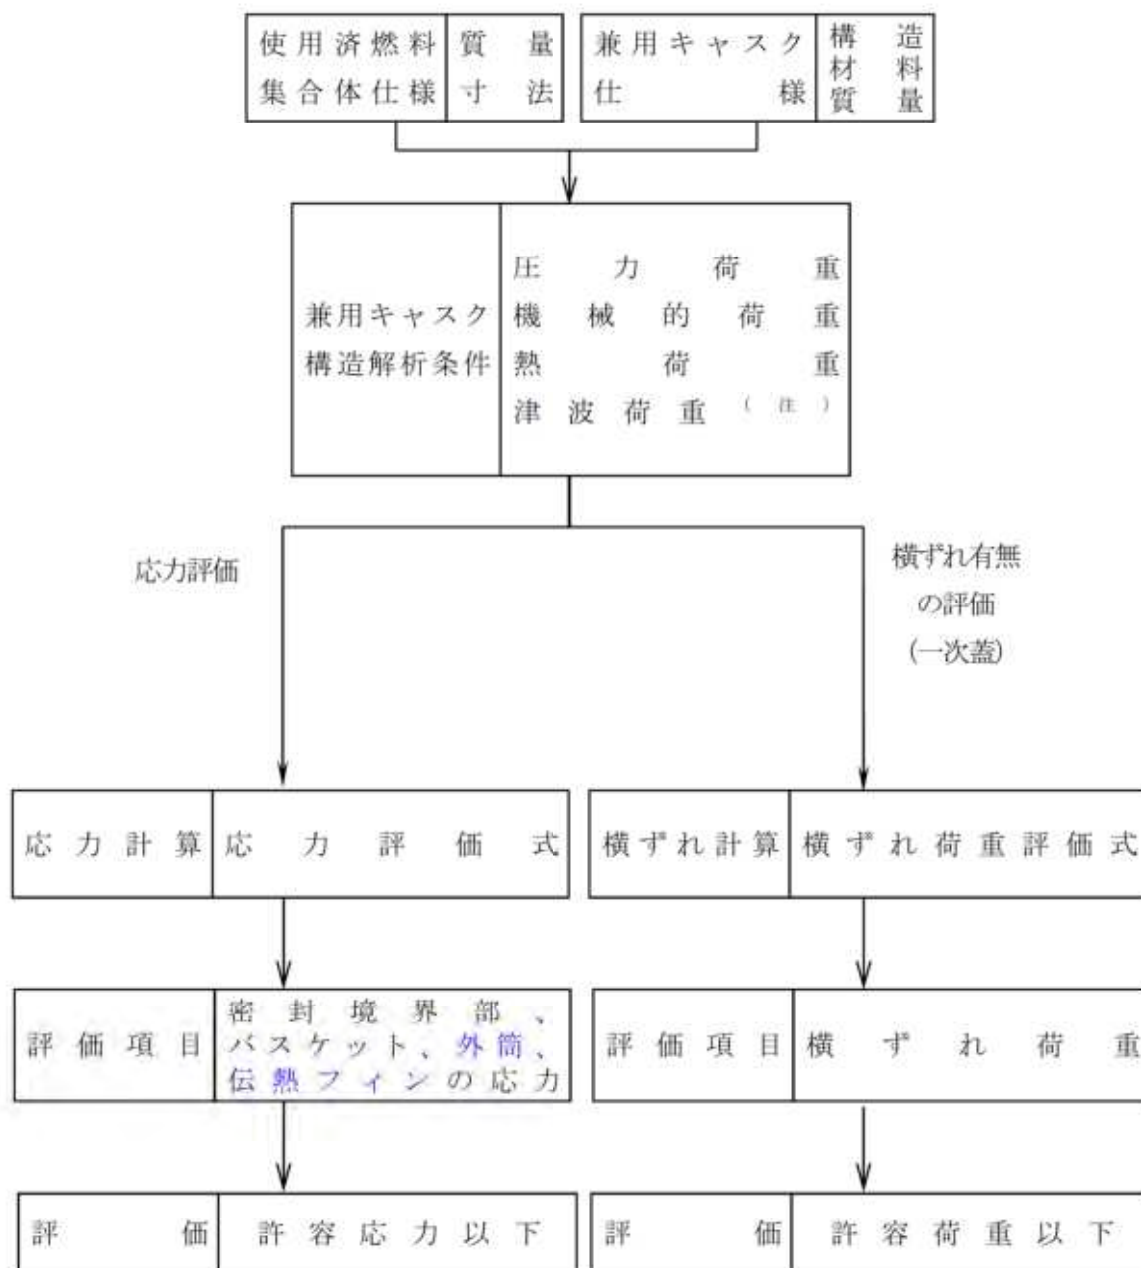 使用済燃料
集合体仕様
質量
寸法
兼用キャスク
仕様
構造
材料
質量
兼用キャスク
構造解析条件
圧力荷重
機械的荷重
熱荷重
津波荷重(注)
応力評価
横ずれ有無
の評価
(一次蓋)
応力計算
応力評価式
横ずれ計算
横ずれ荷重評価式
評価項目
密封境界部、
バスケット、外筒、
伝熱フィンの応力
評価項目
横ずれ荷重
評価
許容応力以下
評価
許容荷重以下